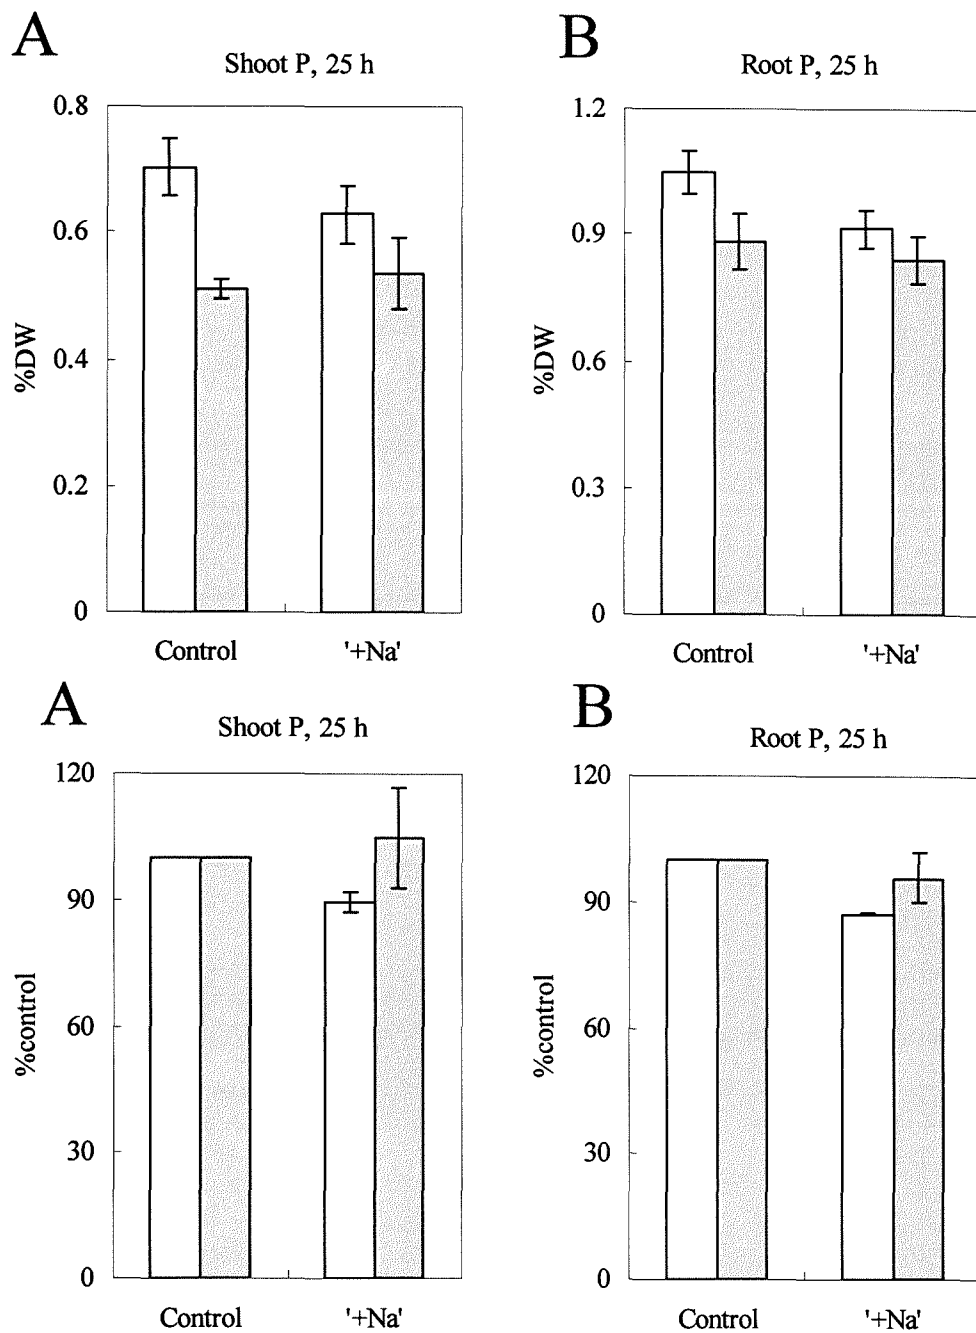 A
Shoot P, 25 h
0.8
0.6
0.4
0.2
0
%DW
Control
'+Na'
B
Root P, 25 h
1.2
0.9
0.6
0.3
0
%DW
Control
'+Na'
A
Shoot P, 25 h
120
90
60
30
0
%control
Control
'+Na'
B
Root P, 25 h
120
90
60
30
0
%control
Control
'+Na'